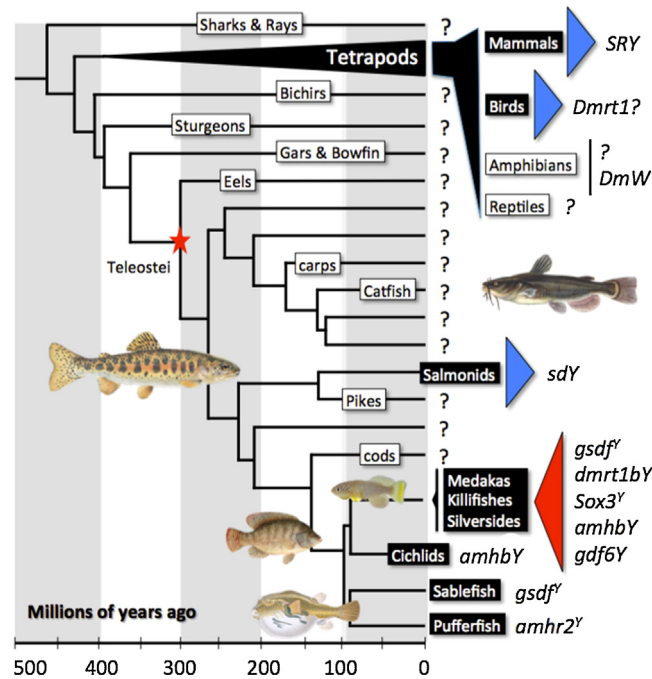 Sharks & Rays ?
Tetrapods
Mammals SRY
Bichirs ?
Birds Dmrt1?
Sturgeons ?
Gars & Bowfin ?
Amphibians ?
DmW
Eels ?
Reptiles ?
?
?
Teleostei
carps ?
Catfish ?
?
?
Salmonids sdY
Pikes ?
?
cods ?
Medakas
Killifishes
Silversides
gsdfY
dmrt1bY
Sox3Y
amhbY
gdf6Y
Cichlids amhbY
Sablefish gsdfY
Pufferfish amhr2Y
Millions of years ago
500 400 300 200 100 0